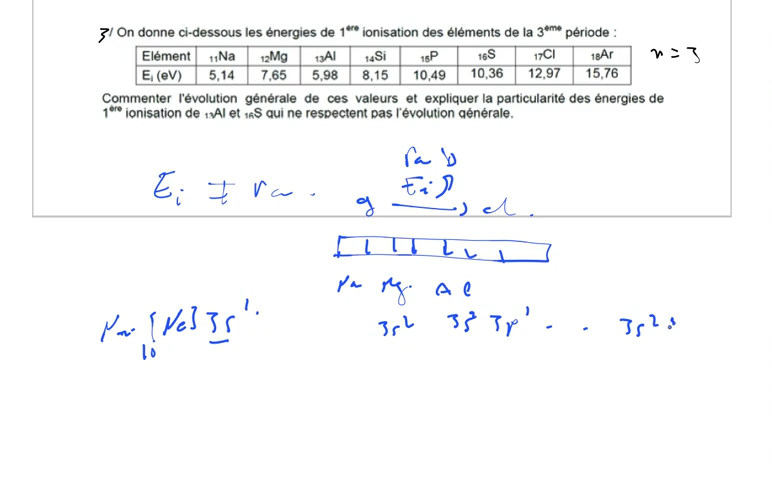 3/ On donne ci-dessous les énergies de 1ère ionisation des éléments de la 3ème période :
n = 3
Elément 11Na 12Mg 13Al 14Si 15P 16S 17Cl 18Ar
Ei (eV) 5,14 7,65 5,98 8,15 10,49 10,36 12,97 15,76
Commenter l'évolution générale de ces valeurs et expliquer la particularité des énergies de
1ère ionisation de 13Al et 16S qui ne respectent pas l'évolution générale.
ra
Ei ra.
Ei
g d.
Na Mg. Al
Na [Ne] 3s1. 3s2 3s2 3p1 - - 3s2
10